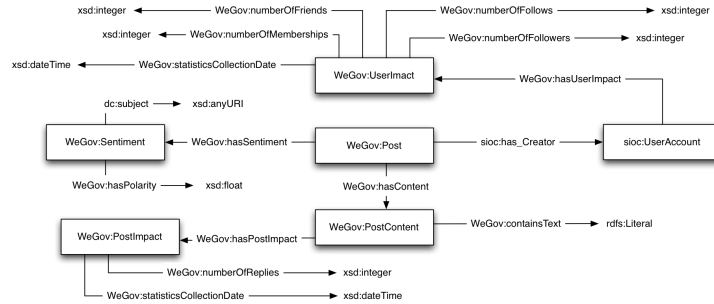 xsd:integer WeGov:numberOfFriends WeGov:numberOfFollows xsd:integer
xsd:integer WeGov:numberOfMemberships WeGov:numberOfFollowers xsd:integer
xsd:dateTime WeGov:statisticsCollectionDate WeGov:UserImact
WeGov:hasUserImpact
dc:subject xsd:anyURI
WeGov:Sentiment WeGov:hasSentiment WeGov:Post sioc:has_Creator sioc:UserAccount
WeGov:hasPolarity xsd:float WeGov:hasContent
WeGov:PostImpact WeGov:hasPostImpact WeGov:PostContent WeGov:containsText rdfs:Literal
WeGov:numberOfReplies xsd:integer
WeGov:statisticsCollectionDate xsd:dateTime